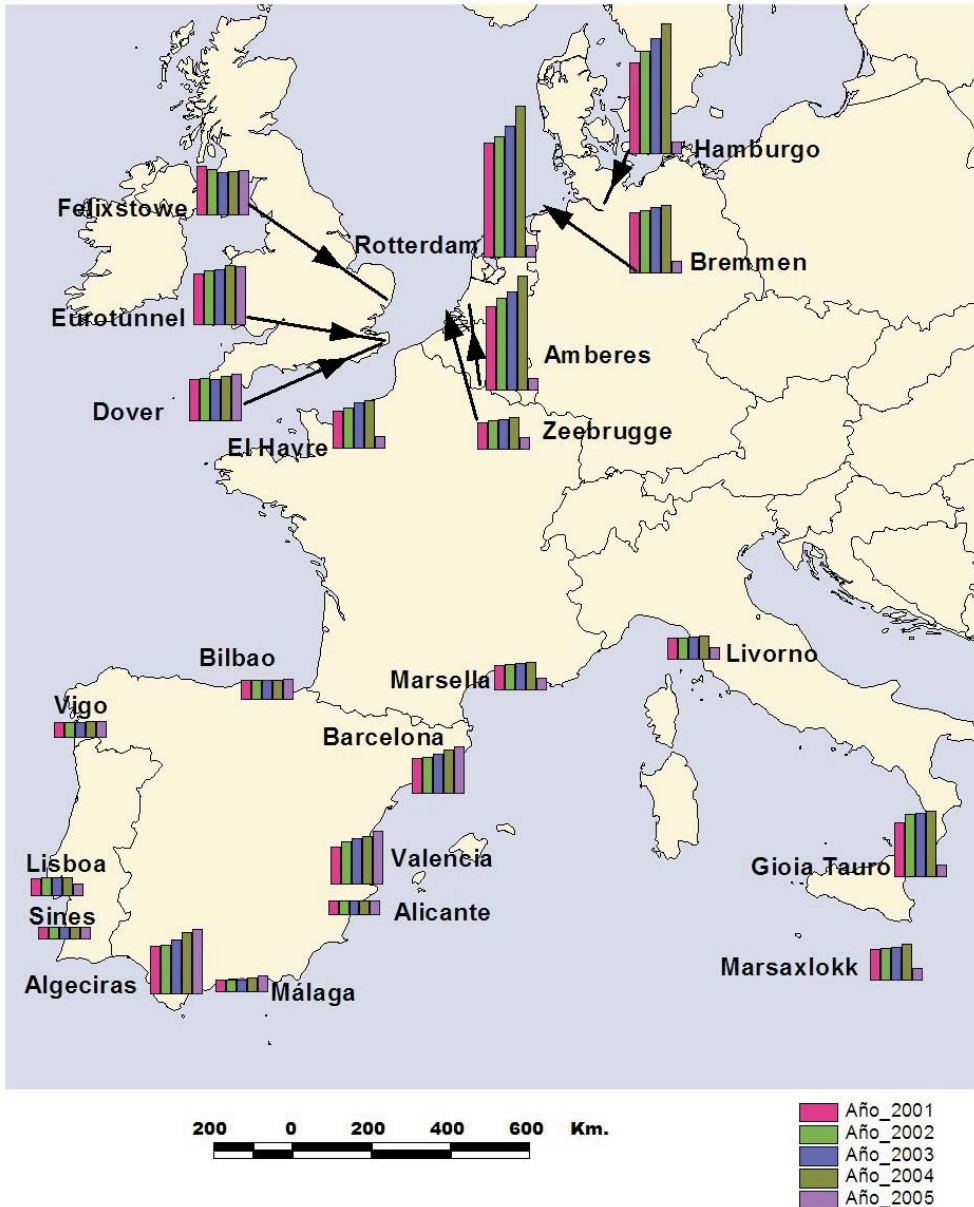 Hamburgo
Felixstowe
Rotterdam
Bremmen
Eurotunnel
Amberes
Dover
El Havre
Zeebrugge
Bilbao
Marsella
Livorno
Vigo
Barcelona
Lisboa
Valencia
Gioia Tauro
Sines
Alicante
Algeciras
Málaga
Marsaxlokk
200 0 200 400 600 Km.
Año_2001
Año_2002
Año_2003
Año_2004
Año_2005